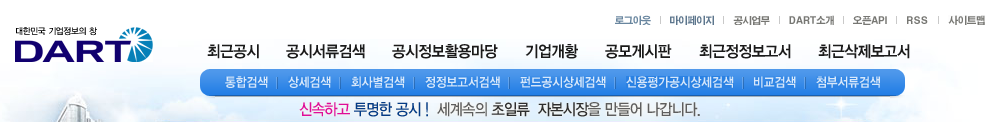 로그아웃 | 마이페이지 | 공시업무 | DART소개 | 오픈API | RSS | 사이트맵
대한민국 기업정보의 창
DART
최근공시 공시서류검색 공시정보활용마당 기업개황 공모게시판 최근정정보고서 최근삭제보고서
통합검색 | 상세검색 | 회사별검색 | 정정보고서검색 | 펀드공시상세검색 | 신용평가공시상세검색 | 비교검색 | 첨부서류검색
신속하고 투명한 공시! 세계속의 초일류 자본시장을 만들어 나갑니다.